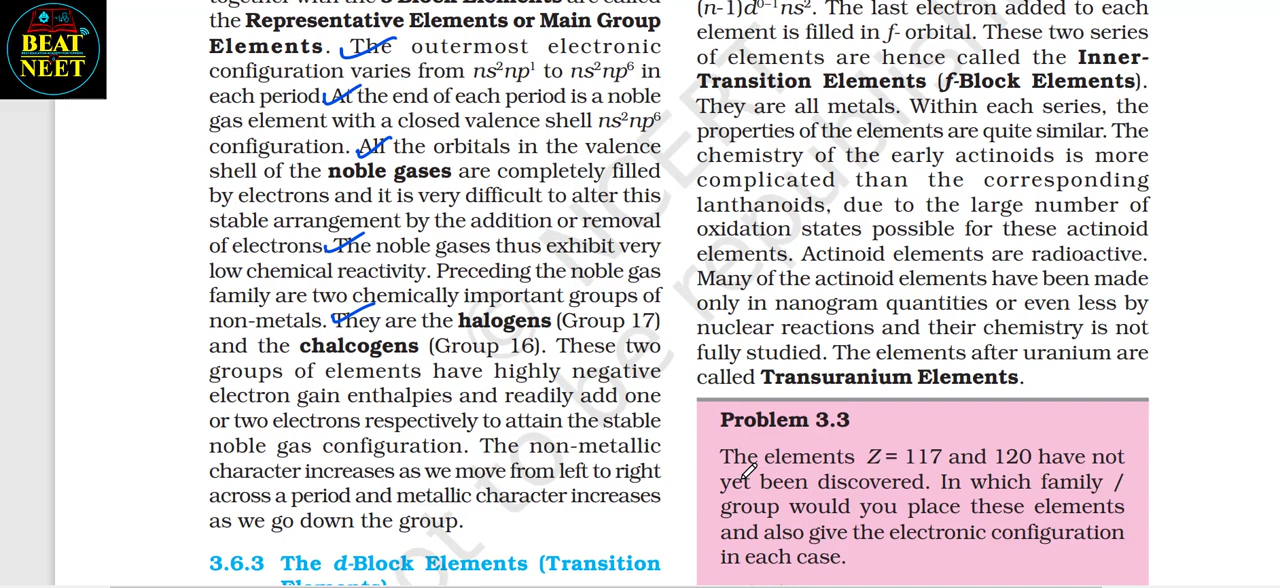 BEAT
NEET
together with the s-Block Elements are called
the Representative Elements or Main Group
Elements. The outermost electronic
configuration varies from ns²np¹ to ns²np⁶ in
each period. At the end of each period is a noble
gas element with a closed valence shell ns²np⁶
configuration. All the orbitals in the valence
shell of the noble gases are completely filled
by electrons and it is very difficult to alter this
stable arrangement by the addition or removal
of electrons. The noble gases thus exhibit very
low chemical reactivity. Preceding the noble gas
family are two chemically important groups of
non-metals. They are the halogens (Group 17)
and the chalcogens (Group 16). These two
groups of elements have highly negative
electron gain enthalpies and readily add one
or two electrons respectively to attain the stable
noble gas configuration. The non-metallic
character increases as we move from left to right
across a period and metallic character increases
as we go down the group.
3.6.3 The d-Block Elements (Transition
Elements)
(n-1)d⁰⁻¹ns². The last electron added to each
element is filled in f- orbital. These two series
of elements are hence called the Inner-
Transition Elements (f-Block Elements).
They are all metals. Within each series, the
properties of the elements are quite similar. The
chemistry of the early actinoids is more
complicated than the corresponding
lanthanoids, due to the large number of
oxidation states possible for these actinoid
elements. Actinoid elements are radioactive.
Many of the actinoid elements have been made
only in nanogram quantities or even less by
nuclear reactions and their chemistry is not
fully studied. The elements after uranium are
called Transuranium Elements.
Problem 3.3
The elements Z = 117 and 120 have not
yet been discovered. In which family /
group would you place these elements
and also give the electronic configuration
in each case.
© NCERT
not to be republish